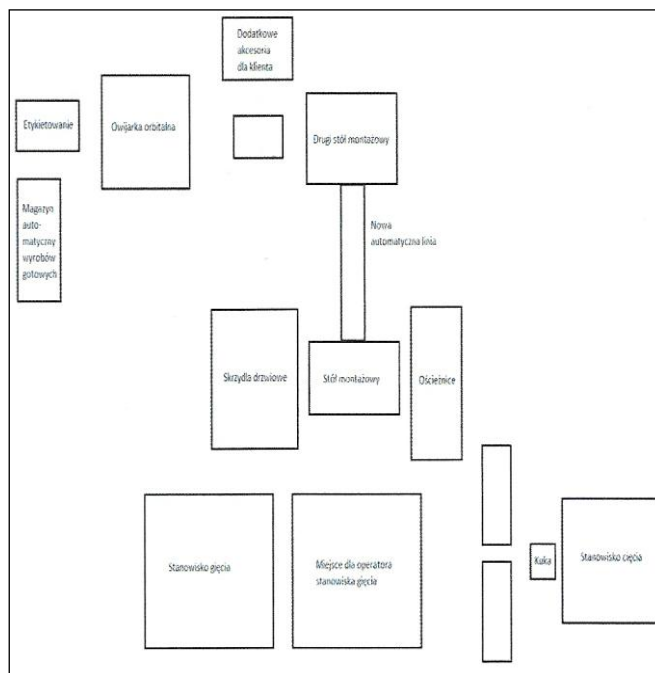 Dodatkowe
akcesoria
dla klienta
Etykietowanie
Owijarka orbitalna
Drugi stół montażowy
Magazyn
auto-
matyczny
wyrobów
gotowych
Nowa
automatyczna linia
Skrzydła drzwiowe
Stół montażowy
Ościeżnice
Stanowisko gięcia
Miejsce dla operatora
stanowiska gięcia
Kuka
Stanowisko cięcia